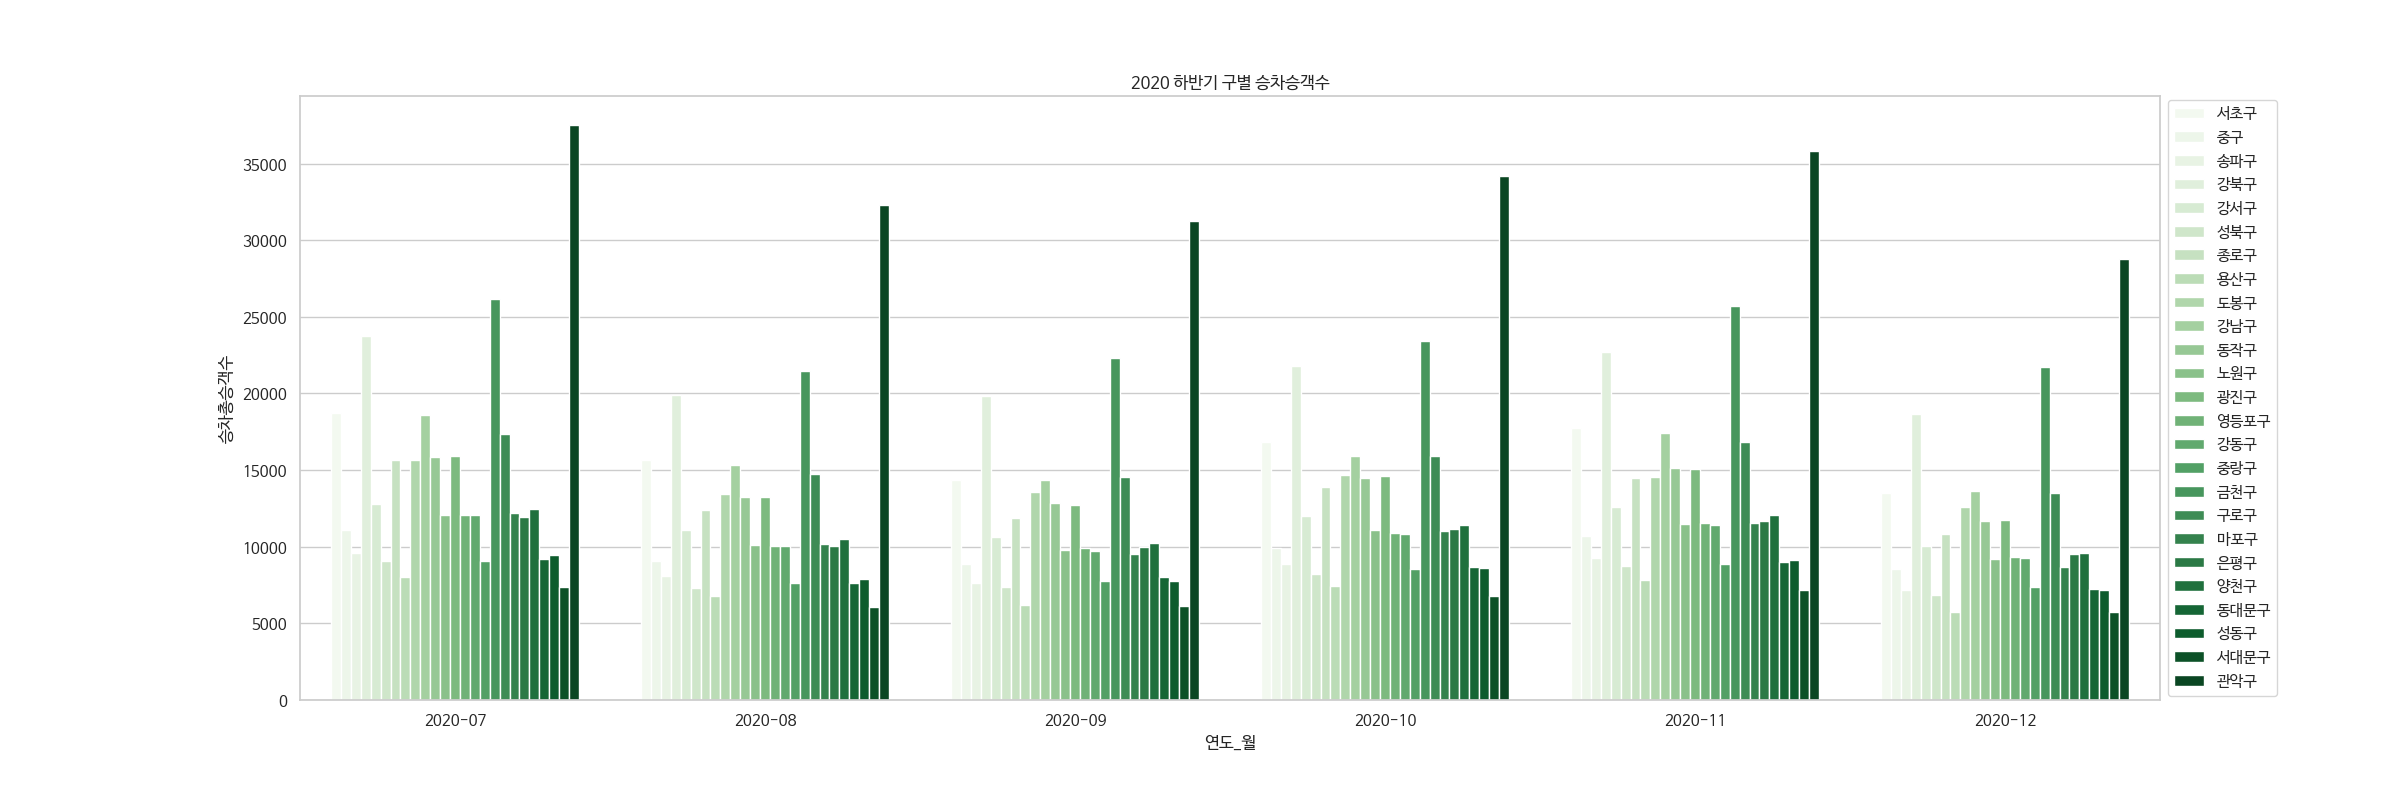 2020 하반기 구별 승차승객수
승차총승객수
35000
30000
25000
20000
15000
10000
5000
0
2020-07
2020-08
2020-09
2020-10
2020-11
2020-12
연도_월
서초구
중구
송파구
강북구
강서구
성북구
종로구
용산구
도봉구
강남구
동작구
노원구
광진구
영등포구
강동구
중랑구
금천구
구로구
마포구
은평구
양천구
동대문구
성동구
서대문구
관악구